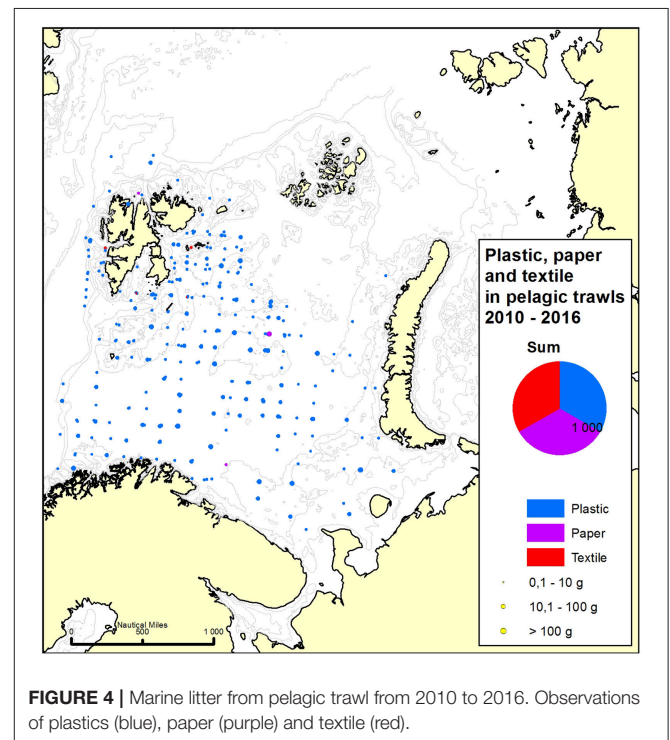 Plastic, paper
and textile
in pelagic trawls
2010 - 2016
Sum
1 000
Plastic
Paper
Textile
0,1 - 10 g
10,1 - 100 g
> 100 g
Nautical Miles
0 500 1 000
FIGURE 4 | Marine litter from pelagic trawl from 2010 to 2016. Observations
of plastics (blue), paper (purple) and textile (red).